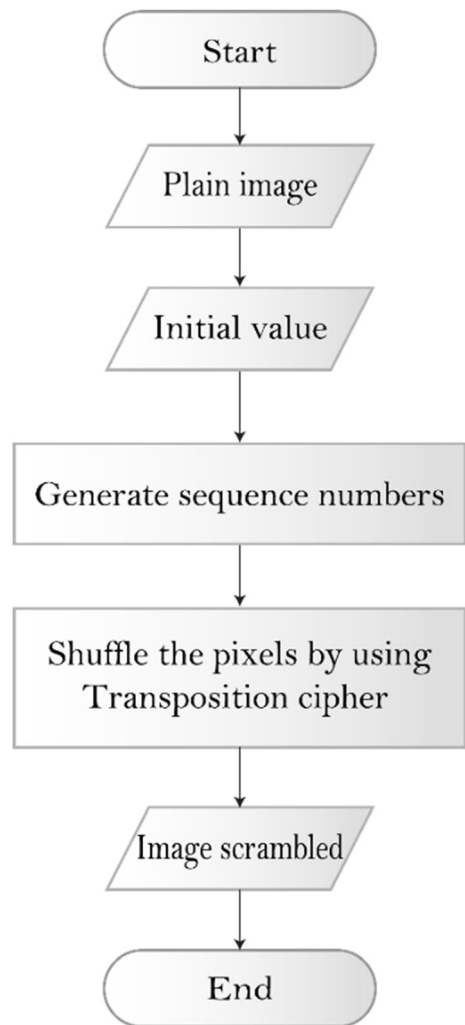 Start
Plain image
Initial value
Generate sequence numbers
Shuffle the pixels by using
Transposition cipher
Image scrambled
End